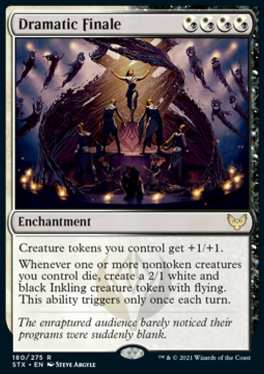 Dramatic Finale
Enchantment
Creature tokens you control get +1/+1.
Whenever one or more nontoken creatures
you control die, create a 2/1 white and
black Inkling creature token with flying.
This ability triggers only once each turn.
The enraptured audience barely noticed their
programs were suddenly blank.
180/275 R
STX • EN STEVE ARGYLE
™ & © 2021 Wizards of the Coast